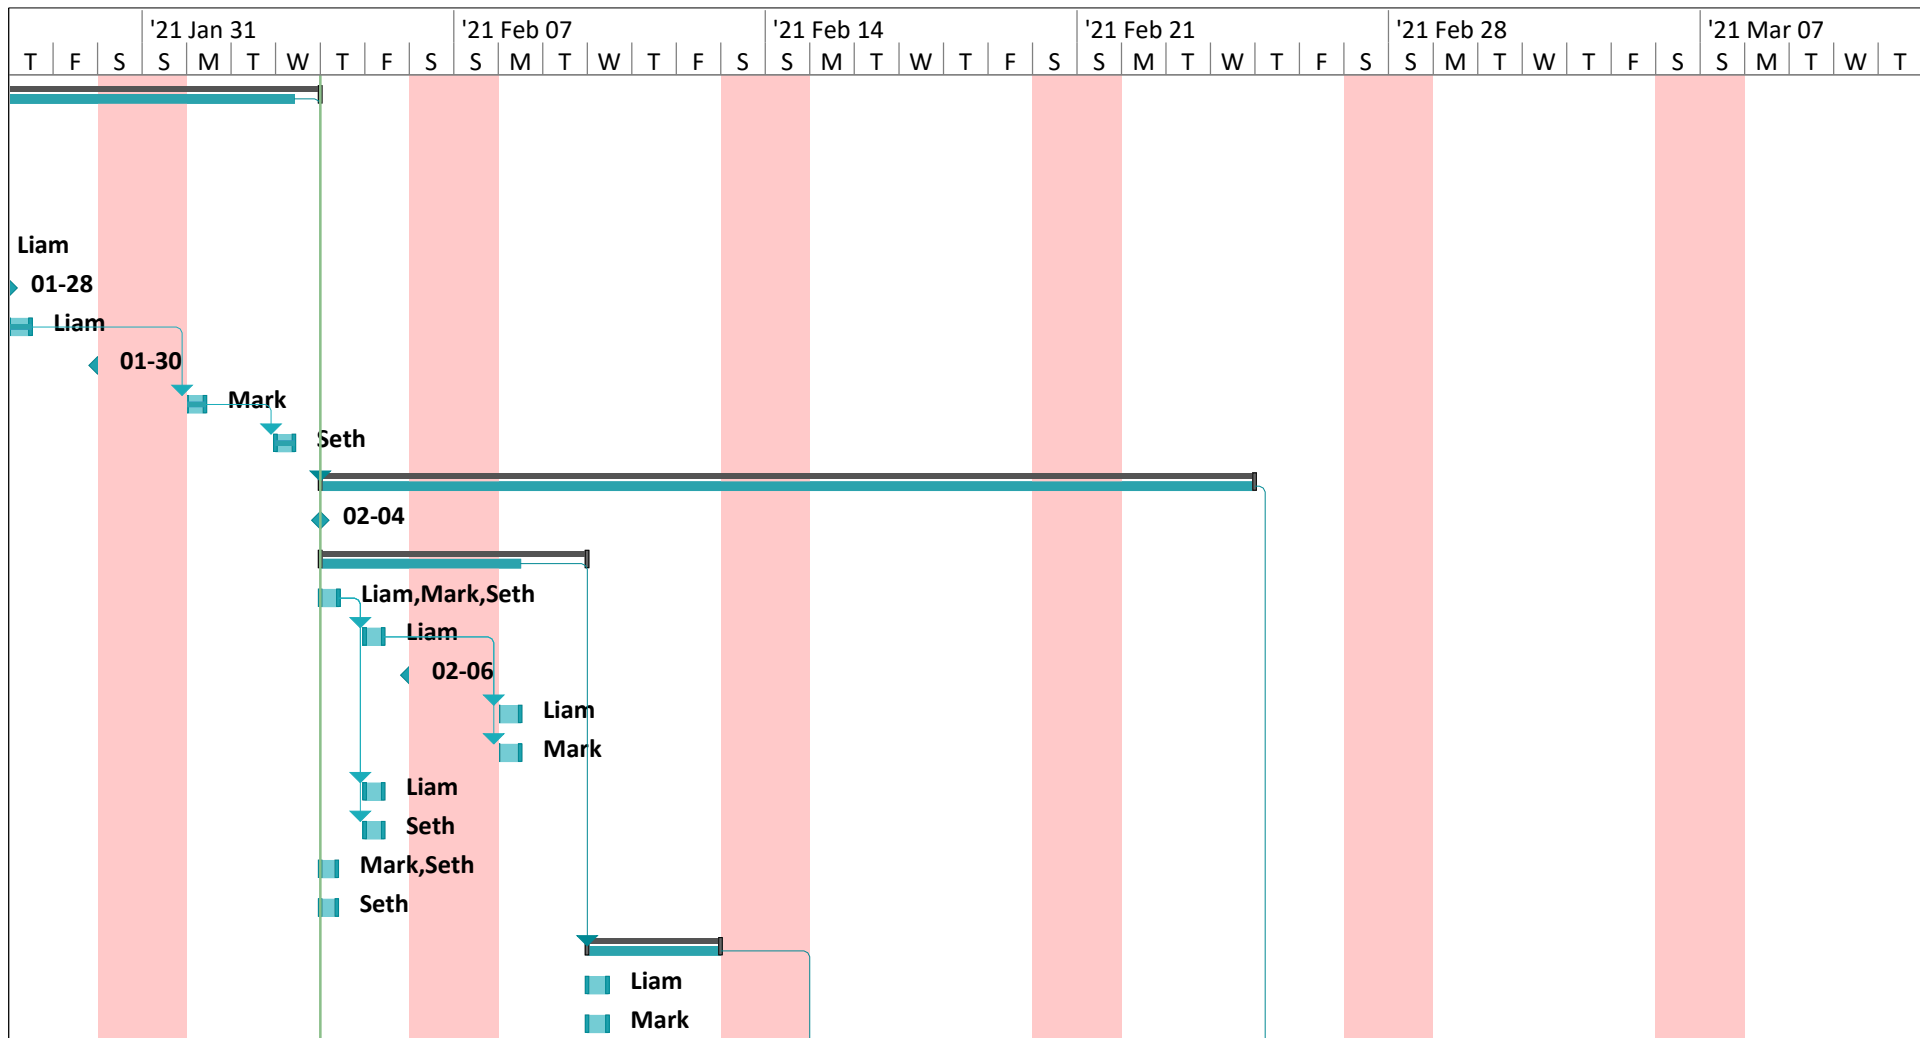 '21 Jan 31 '21 Feb 07 '21 Feb 14 '21 Feb 21 '21 Feb 28 '21 Mar 07
T F S S M T W T F S S M T W T F S S M T W T F S S M T W T F S S M T W T F S S M T W T
Liam
01-28
Liam
01-30
Mark
Seth
02-04
Liam,Mark,Seth
Liam
02-06
Liam
Mark
Liam
Seth
Mark,Seth
Seth
Liam
Mark